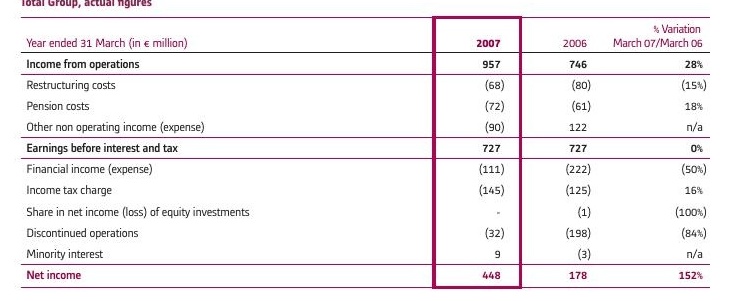 Total Group, actual figures
% Variation
Year ended 31 March (in € million) 2007 2006 March 07/March 06
Income from operations 957 746 28%
Restructuring costs (68) (80) (15%)
Pension costs (72) (61) 18%
Other non operating income (expense) (90) 122 n/a
Earnings before interest and tax 727 727 0%
Financial income (expense) (111) (222) (50%)
Income tax charge (145) (125) 16%
Share in net income (loss) of equity investments - (1) (100%)
Discontinued operations (32) (198) (84%)
Minority interest 9 (3) n/a
Net income 448 178 152%